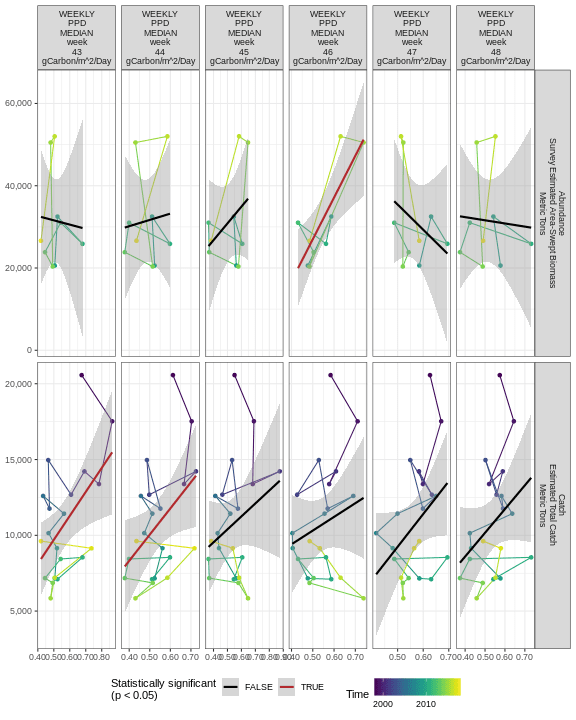 WEEKLY
PPD
MEDIAN
week
43
gCarbon/m^2/Day
WEEKLY
PPD
MEDIAN
week
44
gCarbon/m^2/Day
WEEKLY
PPD
MEDIAN
week
45
gCarbon/m^2/Day
WEEKLY
PPD
MEDIAN
week
46
gCarbon/m^2/Day
WEEKLY
PPD
MEDIAN
week
47
gCarbon/m^2/Day
WEEKLY
PPD
MEDIAN
week
48
gCarbon/m^2/Day
60,000
40,000
20,000
0
Abundance
Survey Estimated Area-Swept Biomass
Metric Tons
20,000
15,000
10,000
5,000
Catch
Estimated Total Catch
Metric Tons
0.40 0.50 0.60 0.70 0.80
0.40 0.50 0.60 0.70
0.40 0.50 0.60 0.70 0.80 0.90
0.40 0.50 0.60 0.70
0.50 0.60 0.70
0.40 0.50 0.60 0.70
Statistically significant
(p < 0.05)
FALSE
TRUE
Time
2000
2010